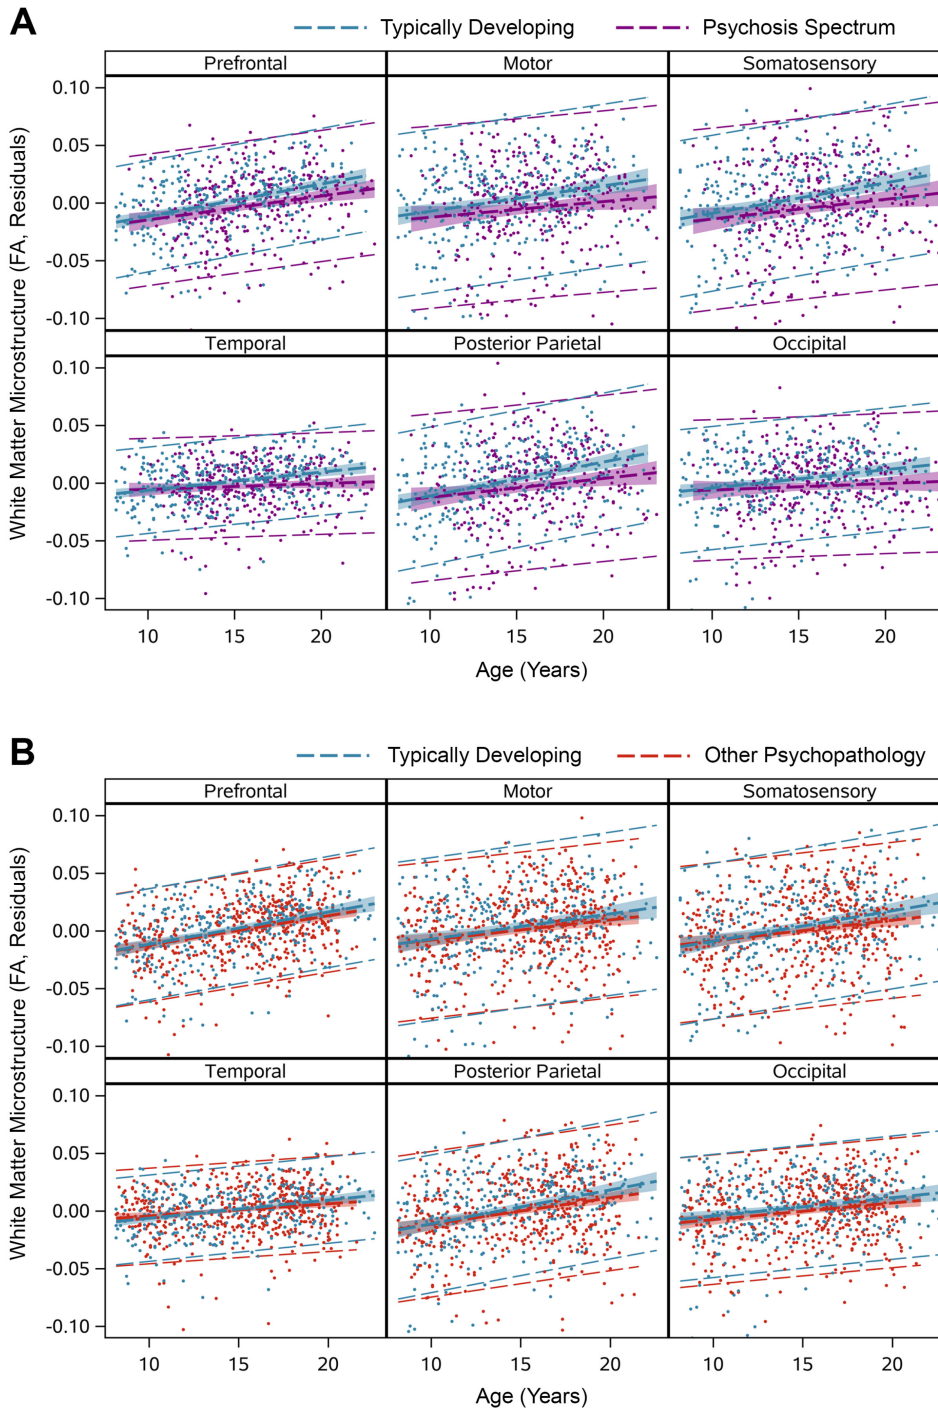 A
Typically Developing Psychosis Spectrum
Prefrontal Motor Somatosensory
0.10
0.05
0.00
-0.05
-0.10
Temporal Posterior Parietal Occipital
0.10
0.05
0.00
-0.05
-0.10
White Matter Microstructure (FA, Residuals)
10 15 20 10 15 20 10 15 20
Age (Years)
B
Typically Developing Other Psychopathology
Prefrontal Motor Somatosensory
0.10
0.05
0.00
-0.05
-0.10
Temporal Posterior Parietal Occipital
0.10
0.05
0.00
-0.05
-0.10
White Matter Microstructure (FA, Residuals)
10 15 20 10 15 20 10 15 20
Age (Years)